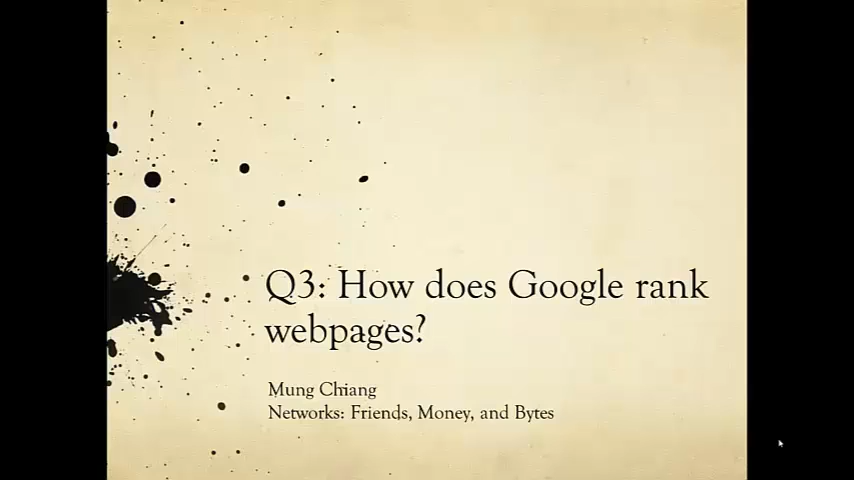 Q3: How does Google rank
webpages?
Mung Chiang
Networks: Friends, Money, and Bytes